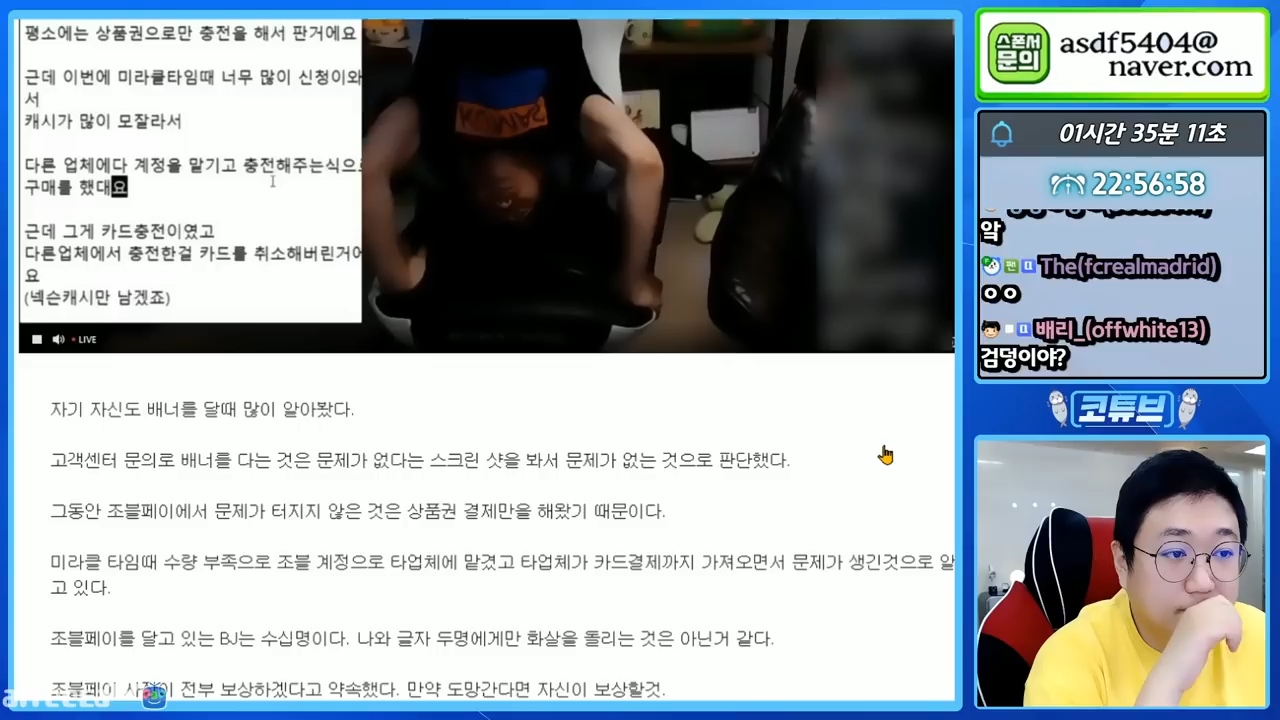 평소에는 상품권으로만 충전을 해서 판거에요
근데 이번에 미라클타임때 너무 많이 신청이와
서
캐시가 많이 모잘라서
다른 업체에다 계정을 맡기고 충전해주는식으로
구매를 했대요
근데 그게 카드충전이였고
다른업체에서 충전한걸 카드를 취소해버린거에
요
(넥슨캐시만 남겠죠)
LIVE
자기 자신도 배너를 달때 많이 알아봤다.
고객센터 문의로 배너를 다는 것은 문제가 없다는 스크린 샷을 봐서 문제가 없는 것으로 판단했다.
그동안 조블페이에서 문제가 터지지 않은 것은 상품권 결제만을 해왔기 때문이다.
미라클 타임때 수량 부족으로 조블 계정으로 타업체에 맡겼고 타업체가 카드결제까지 가져오면서 문제가 생긴것으로 알
고 있다.
조블페이를 달고 있는 BJ는 수십명이다. 나와 글자 두명에게만 화살을 돌리는 것은 아닌거 같다.
조블페이 사장이 전부 보상하겠다고 약속했다. 만약 도망간다면 자신이 보상할것.
스폰서
문의
asdf5404@
naver.com
01시간 35분 11초
22:56:58
앜
팬 The(fcrealmadrid)
ㅇㅇ
배리_(offwhite13)
검덩이야?
코튜브